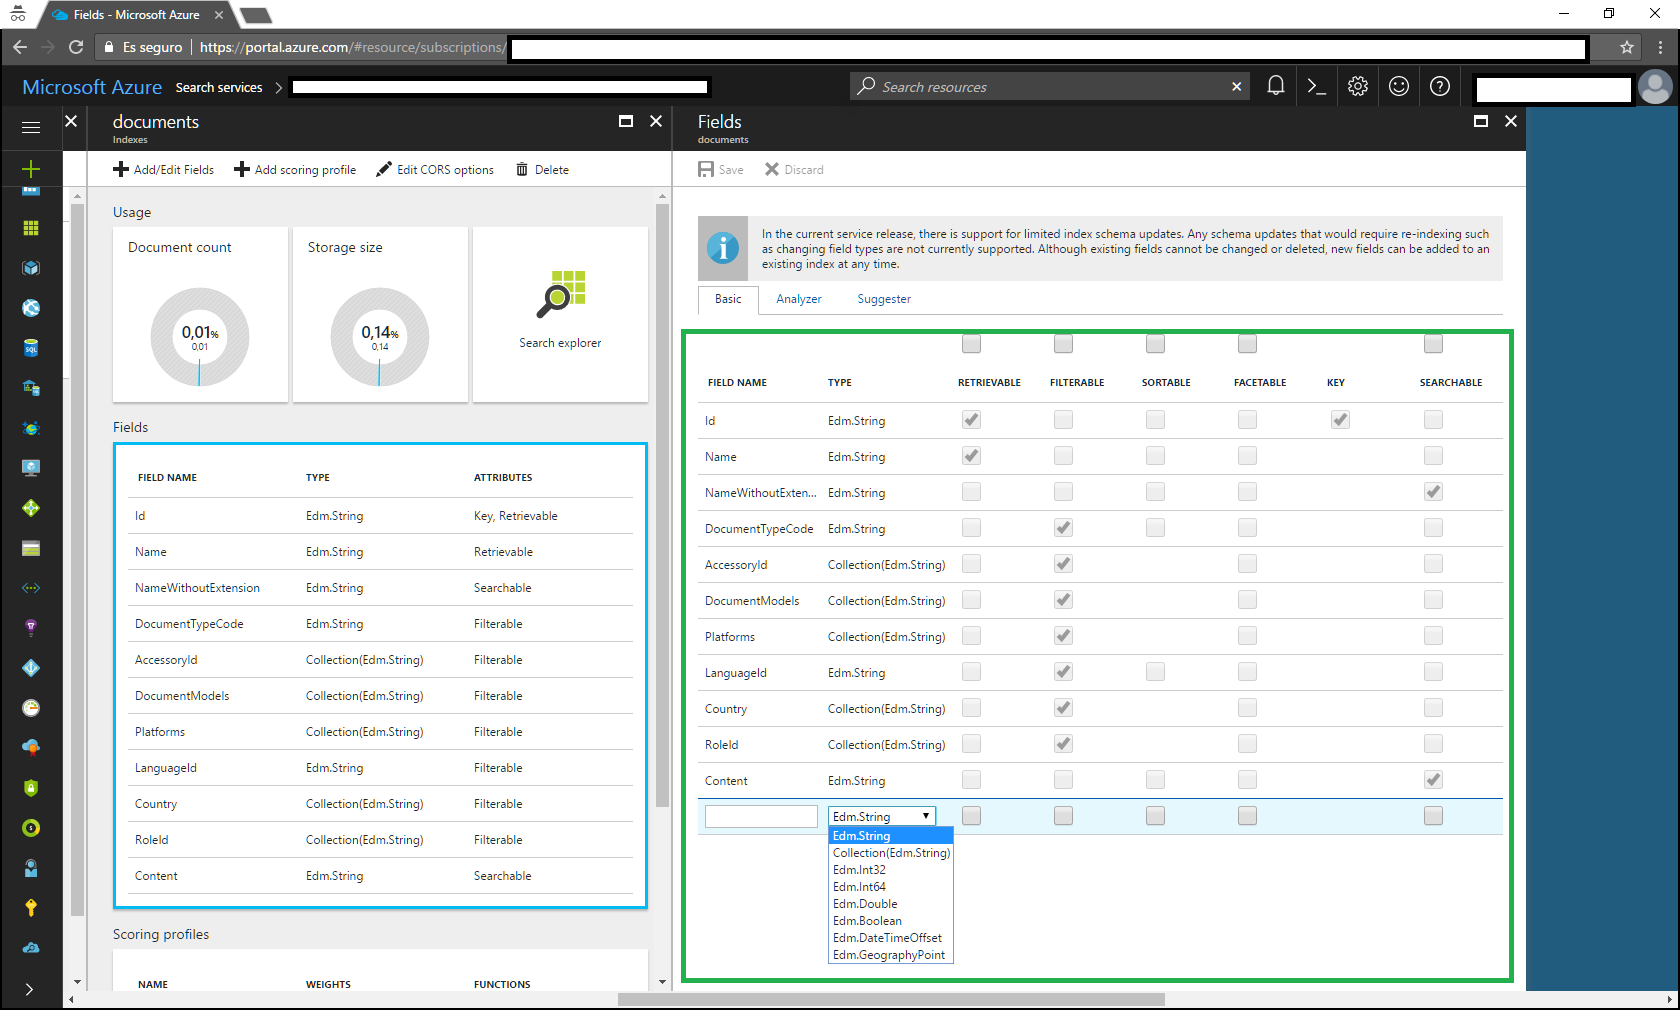 Fields - Microsoft Azure
Es seguro | https://portal.azure.com/#resource/subscriptions/
Microsoft Azure Search services > Search resources
documents
Indexes
Add/Edit Fields Add scoring profile Edit CORS options Delete
Usage
Document count
0,01%
0,01
Storage size
0,14%
0,14
Search explorer
Fields
FIELD NAME TYPE ATTRIBUTES
Id Edm.String Key, Retrievable
Name Edm.String Retrievable
NameWithoutExtension Edm.String Searchable
DocumentTypeCode Edm.String Filterable
AccessoryId Collection(Edm.String) Filterable
DocumentModels Collection(Edm.String) Filterable
Platforms Collection(Edm.String) Filterable
LanguageId Edm.String Filterable
Country Collection(Edm.String) Filterable
RoleId Collection(Edm.String) Filterable
Content Edm.String Searchable
Scoring profiles
NAME WEIGHTS FUNCTIONS
Fields
documents
Save Discard
In the current service release, there is support for limited index schema updates. Any schema updates that would require re-indexing such
as changing field types are not currently supported. Although existing fields cannot be changed or deleted, new fields can be added to an
existing index at any time.
Basic Analyzer Suggester
FIELD NAME TYPE RETRIEVABLE FILTERABLE SORTABLE FACETABLE KEY SEARCHABLE
Id Edm.String
Name Edm.String
NameWithoutExten... Edm.String
DocumentTypeCode Edm.String
AccessoryId Collection(Edm.String)
DocumentModels Collection(Edm.String)
Platforms Collection(Edm.String)
LanguageId Edm.String
Country Collection(Edm.String)
RoleId Collection(Edm.String)
Content Edm.String
Edm.String
Edm.String
Collection(Edm.String)
Edm.Int32
Edm.Int64
Edm.Double
Edm.Boolean
Edm.DateTimeOffset
Edm.GeographyPoint